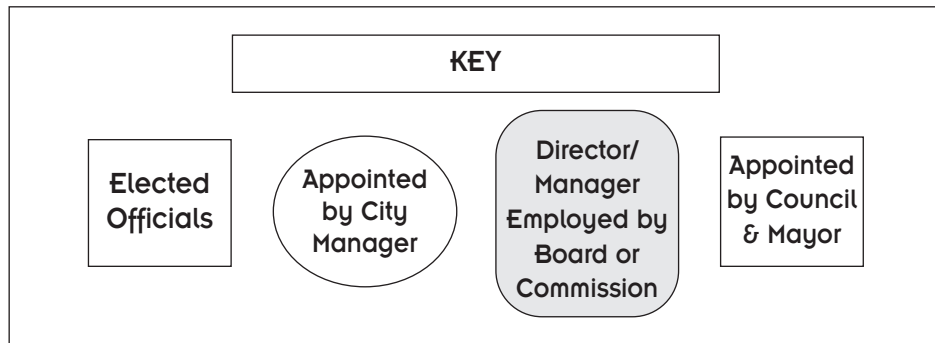 KEY
Elected
Officials
Appointed
by City
Manager
Director/
Manager
Employed by
Board or
Commission
Appointed
by Council
& Mayor